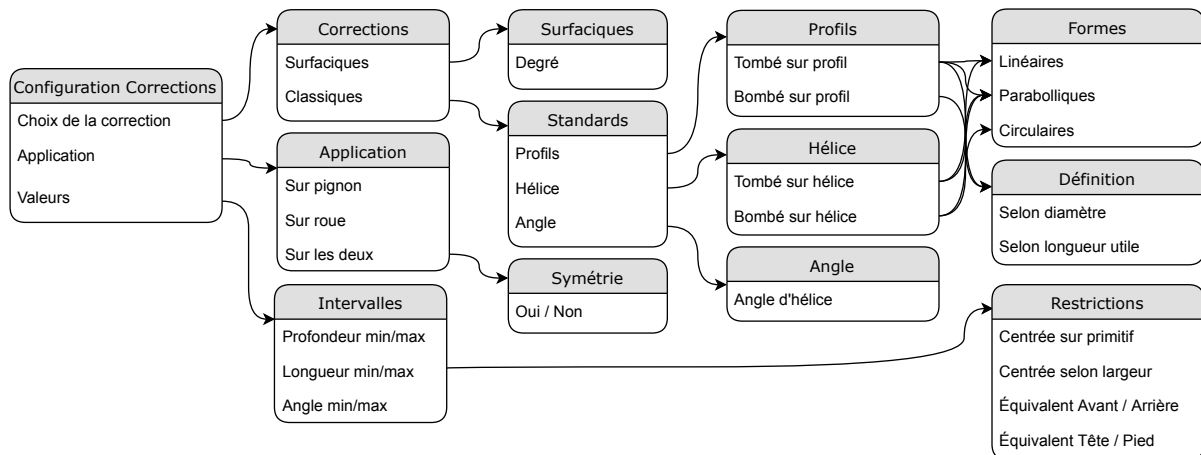 Configuration Corrections
Choix de la correction
Application
Valeurs
Corrections
Surfaciques
Classiques
Application
Sur pignon
Sur roue
Sur les deux
Intervalles
Profondeur min/max
Longueur min/max
Angle min/max
Surfaciques
Degré
Standards
Profils
Hélice
Angle
Symétrie
Oui / Non
Profils
Tombé sur profil
Bombé sur profil
Hélice
Tombé sur hélice
Bombé sur hélice
Angle
Angle d'hélice
Formes
Linéaires
Parabolliques
Circulaires
Définition
Selon diamètre
Selon longueur utile
Restrictions
Centrée sur primitif
Centrée selon largeur
Équivalent Avant / Arrière
Équivalent Tête / Pied